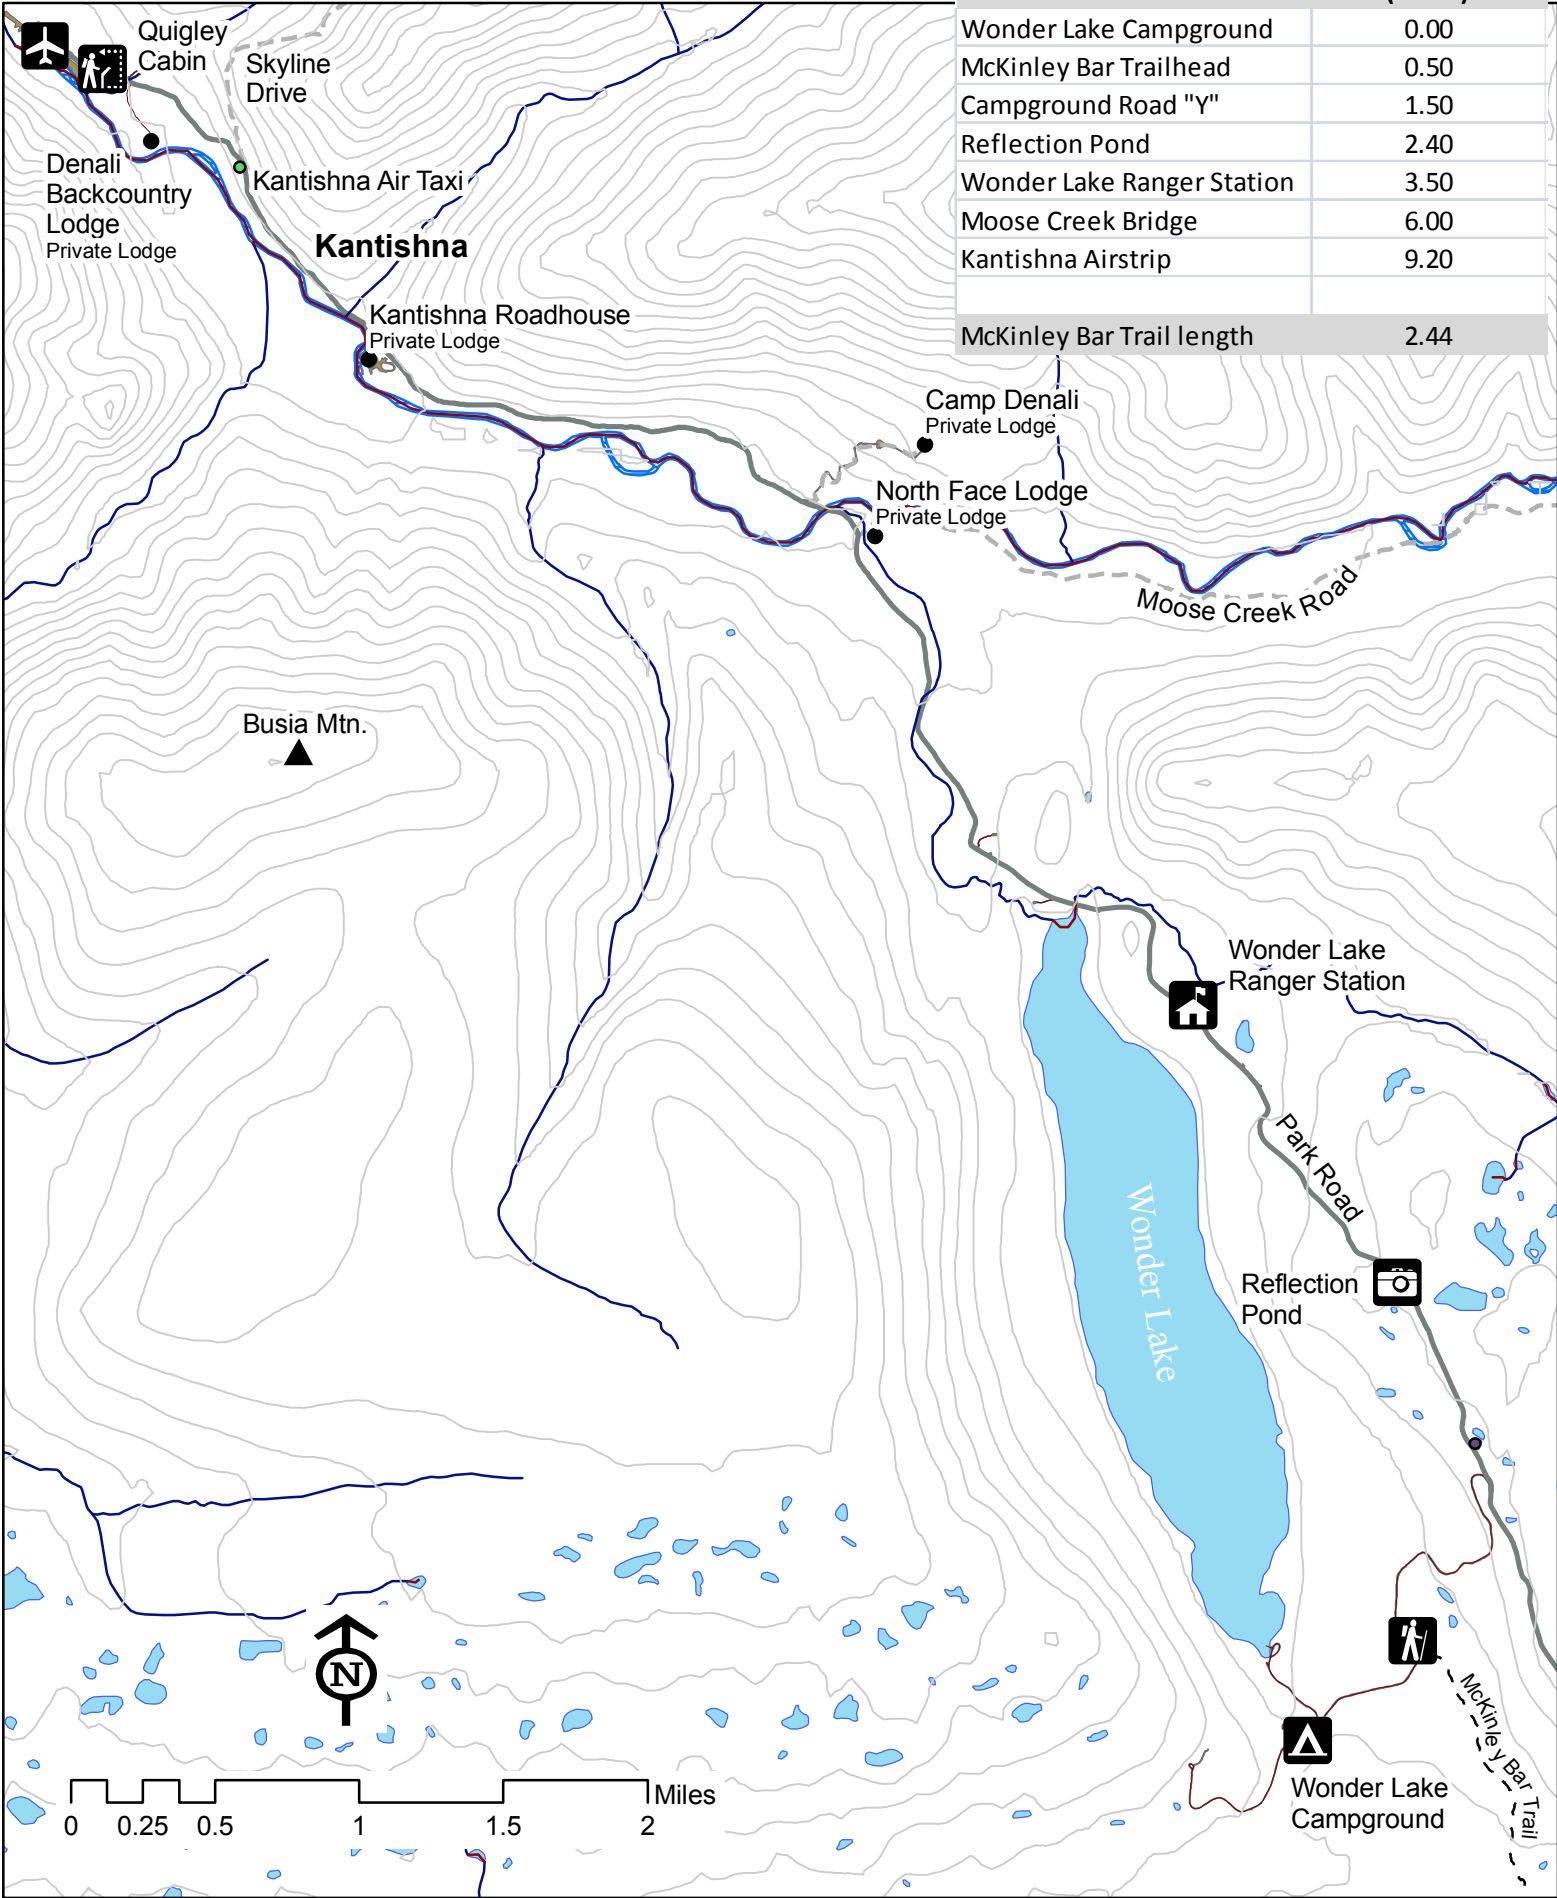 Wonder Lake Campground 0.00
McKinley Bar Trailhead 0.50
Campground Road "Y" 1.50
Reflection Pond 2.40
Wonder Lake Ranger Station 3.50
Moose Creek Bridge 6.00
Kantishna Airstrip 9.20
McKinley Bar Trail length 2.44
Quigley
Cabin
Skyline
Drive
Denali
Backcountry
Lodge
Private Lodge
Kantishna Air Taxi
Kantishna
Kantishna Roadhouse
Private Lodge
Camp Denali
Private Lodge
North Face Lodge
Private Lodge
Moose Creek Road
Busia Mtn.
Wonder Lake
Ranger Station
Park Road
Wonder Lake
Reflection
Pond
N
McKinley Bar Trail
Wonder Lake
Campground
Miles
0 0.25 0.5 1 1.5 2